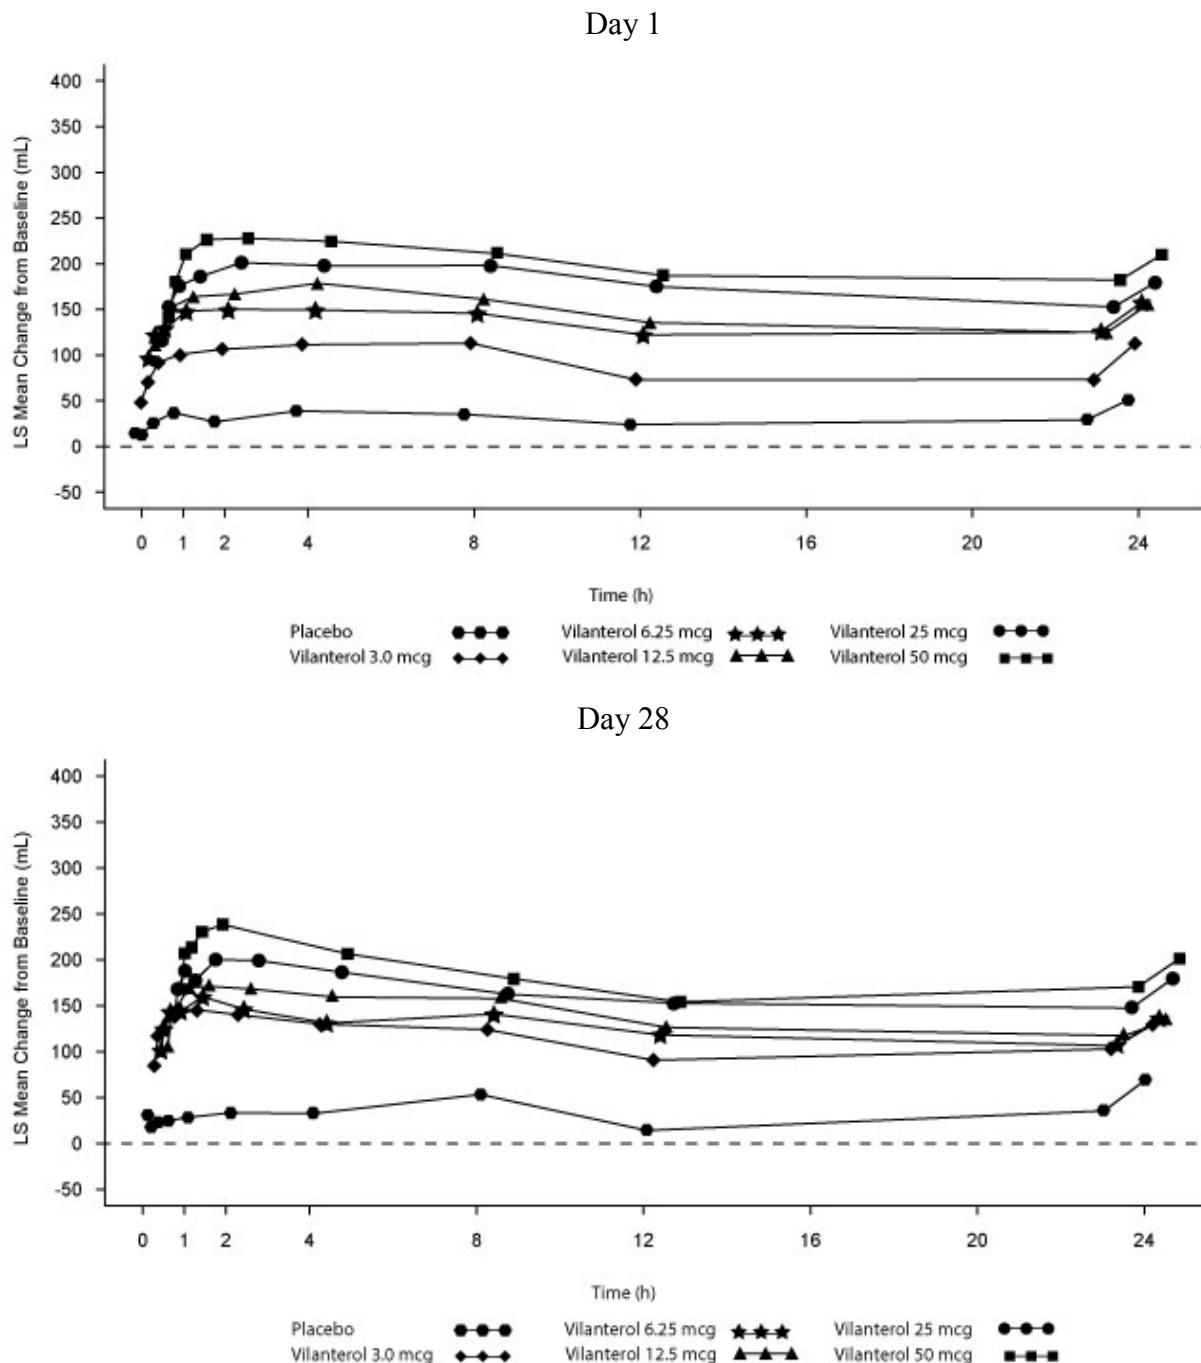 Day 1
LS Mean Change from Baseline (mL)
400
350
300
250
200
150
100
50
0
-50
0 1 2 4 8 12 16 20 24
Time (h)
Placebo Vilanterol 6.25 mcg Vilanterol 25 mcg
Vilanterol 3.0 mcg Vilanterol 12.5 mcg Vilanterol 50 mcg
Day 28
LS Mean Change from Baseline (mL)
400
350
300
250
200
150
100
50
0
-50
0 1 2 4 8 12 16 20 24
Time (h)
Placebo Vilanterol 6.25 mcg Vilanterol 25 mcg
Vilanterol 3.0 mcg Vilanterol 12.5 mcg Vilanterol 50 mcg